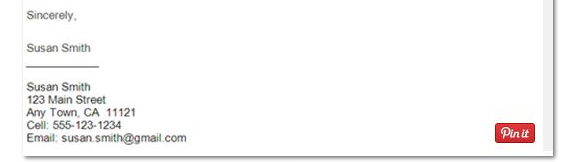 Sincerely,
Susan Smith
Susan Smith
123 Main Street
Any Town, CA 11121
Cell: 555-123-1234
Email: susan.smith@gmail.com
Pin it